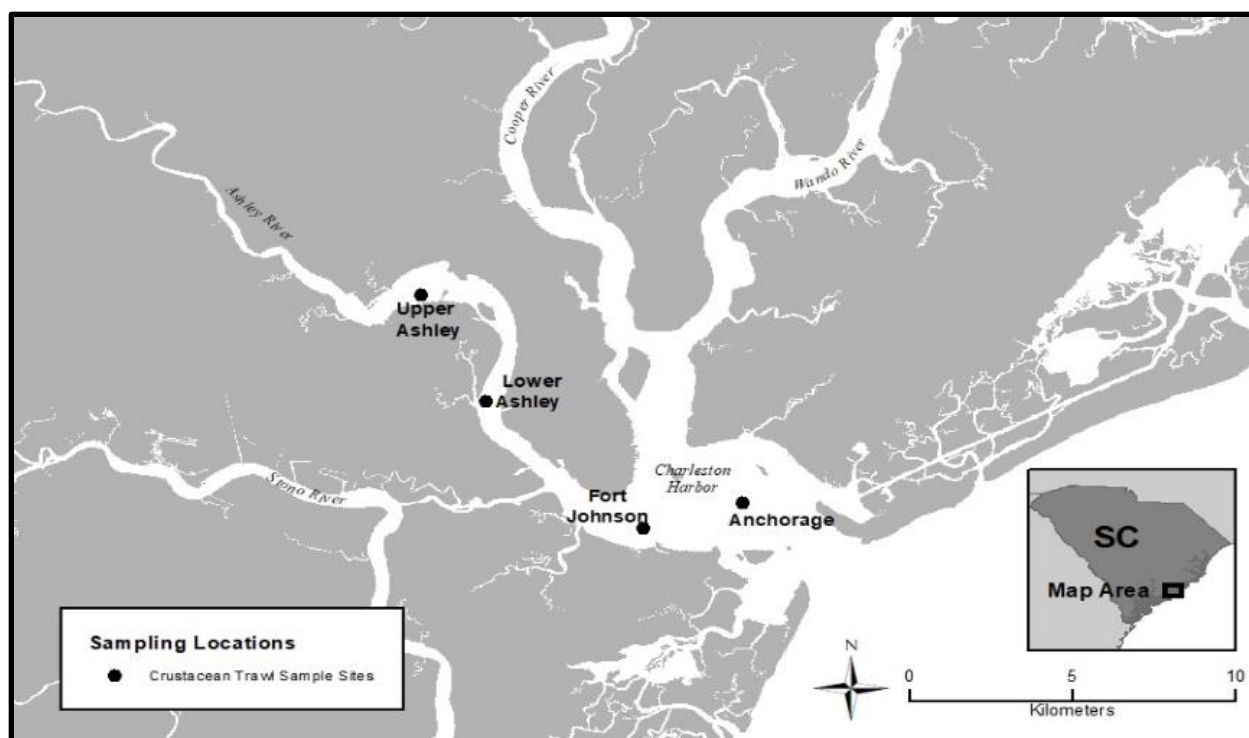 Cooper River
Wando River
Ashley River
Upper
Ashley
Lower
Ashley
Stono River
Charleston
Harbor
Fort
Johnson
Anchorage
SC
Map Area
Sampling Locations
Crustacean Trawl Sample Sites
N
0 5 10
Kilometers